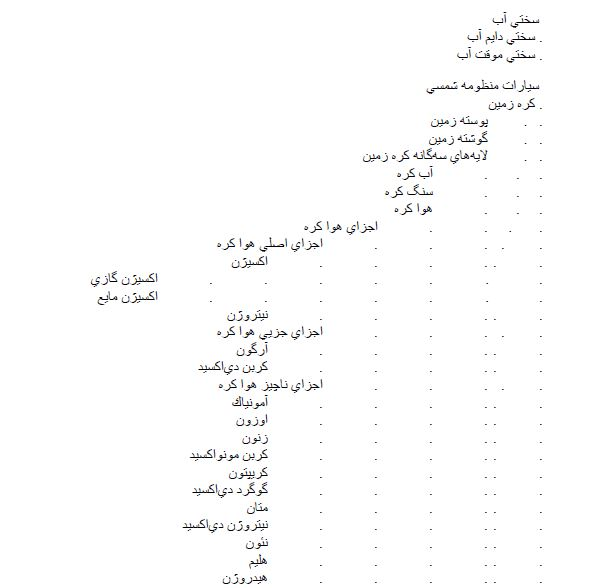 سختي آب
. سختي دايم آب
. سختي موقت آب
سيارات منظومه شمسي
. كره زمين
. . پوسته زمين
. . گوشته زمين
. . لايه‌هاي سه‌گانه كره زمين
. . . آب كره
. . . سنگ كره
. . . هوا كره
. . . . اجزاي هوا كره
. . . . . اجزاي اصلي هوا كره
. . . . . . اكسيژن
. . . . . . . اكسيژن گازي
. . . . . . . اكسيژن مايع
. . . . . . نيتروژن
. . . . . اجزاي جزيي هوا كره
. . . . . . آرگون
. . . . . . كربن دي‌اكسيد
. . . . . اجزاي ناچيز هوا كره
. . . . . . آمونياك
. . . . . . اوزون
. . . . . . زنون
. . . . . . كربن مونواكسيد
. . . . . . كريپتون
. . . . . . گوگرد دي‌اكسيد
. . . . . . متان
. . . . . . نيتروژن دي‌اكسيد
. . . . . . نئون
. . . . . . هليم
. . . . . . هيدروژن